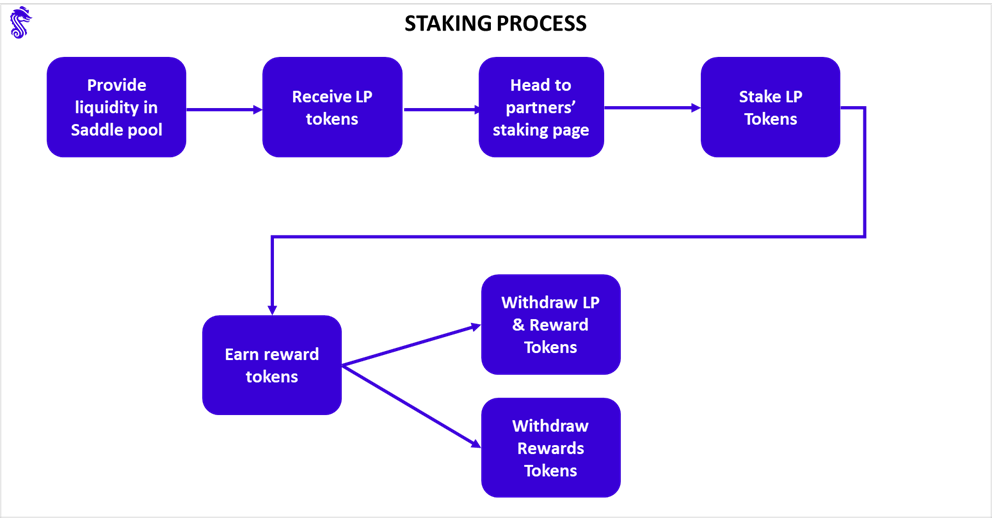 STAKING PROCESS
Provide
liquidity in
Saddle pool
Receive LP
tokens
Head to
partners’
staking page
Stake LP
Tokens
Earn reward
tokens
Withdraw LP
& Reward
Tokens
Withdraw
Rewards
Tokens